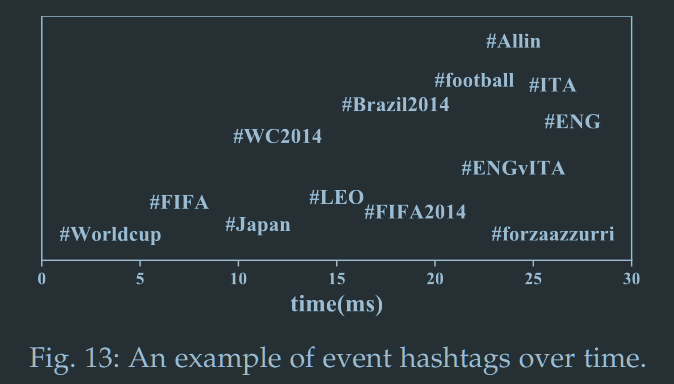 #Allin
#football
#ITA
#Brazil2014
#ENG
#WC2014
#ENGvITA
#LEO
#FIFA
#FIFA2014
#Japan
#Worldcup
#forzaazzurri
0 5 10 15 20 25 30
time(ms)
Fig. 13: An example of event hashtags over time.